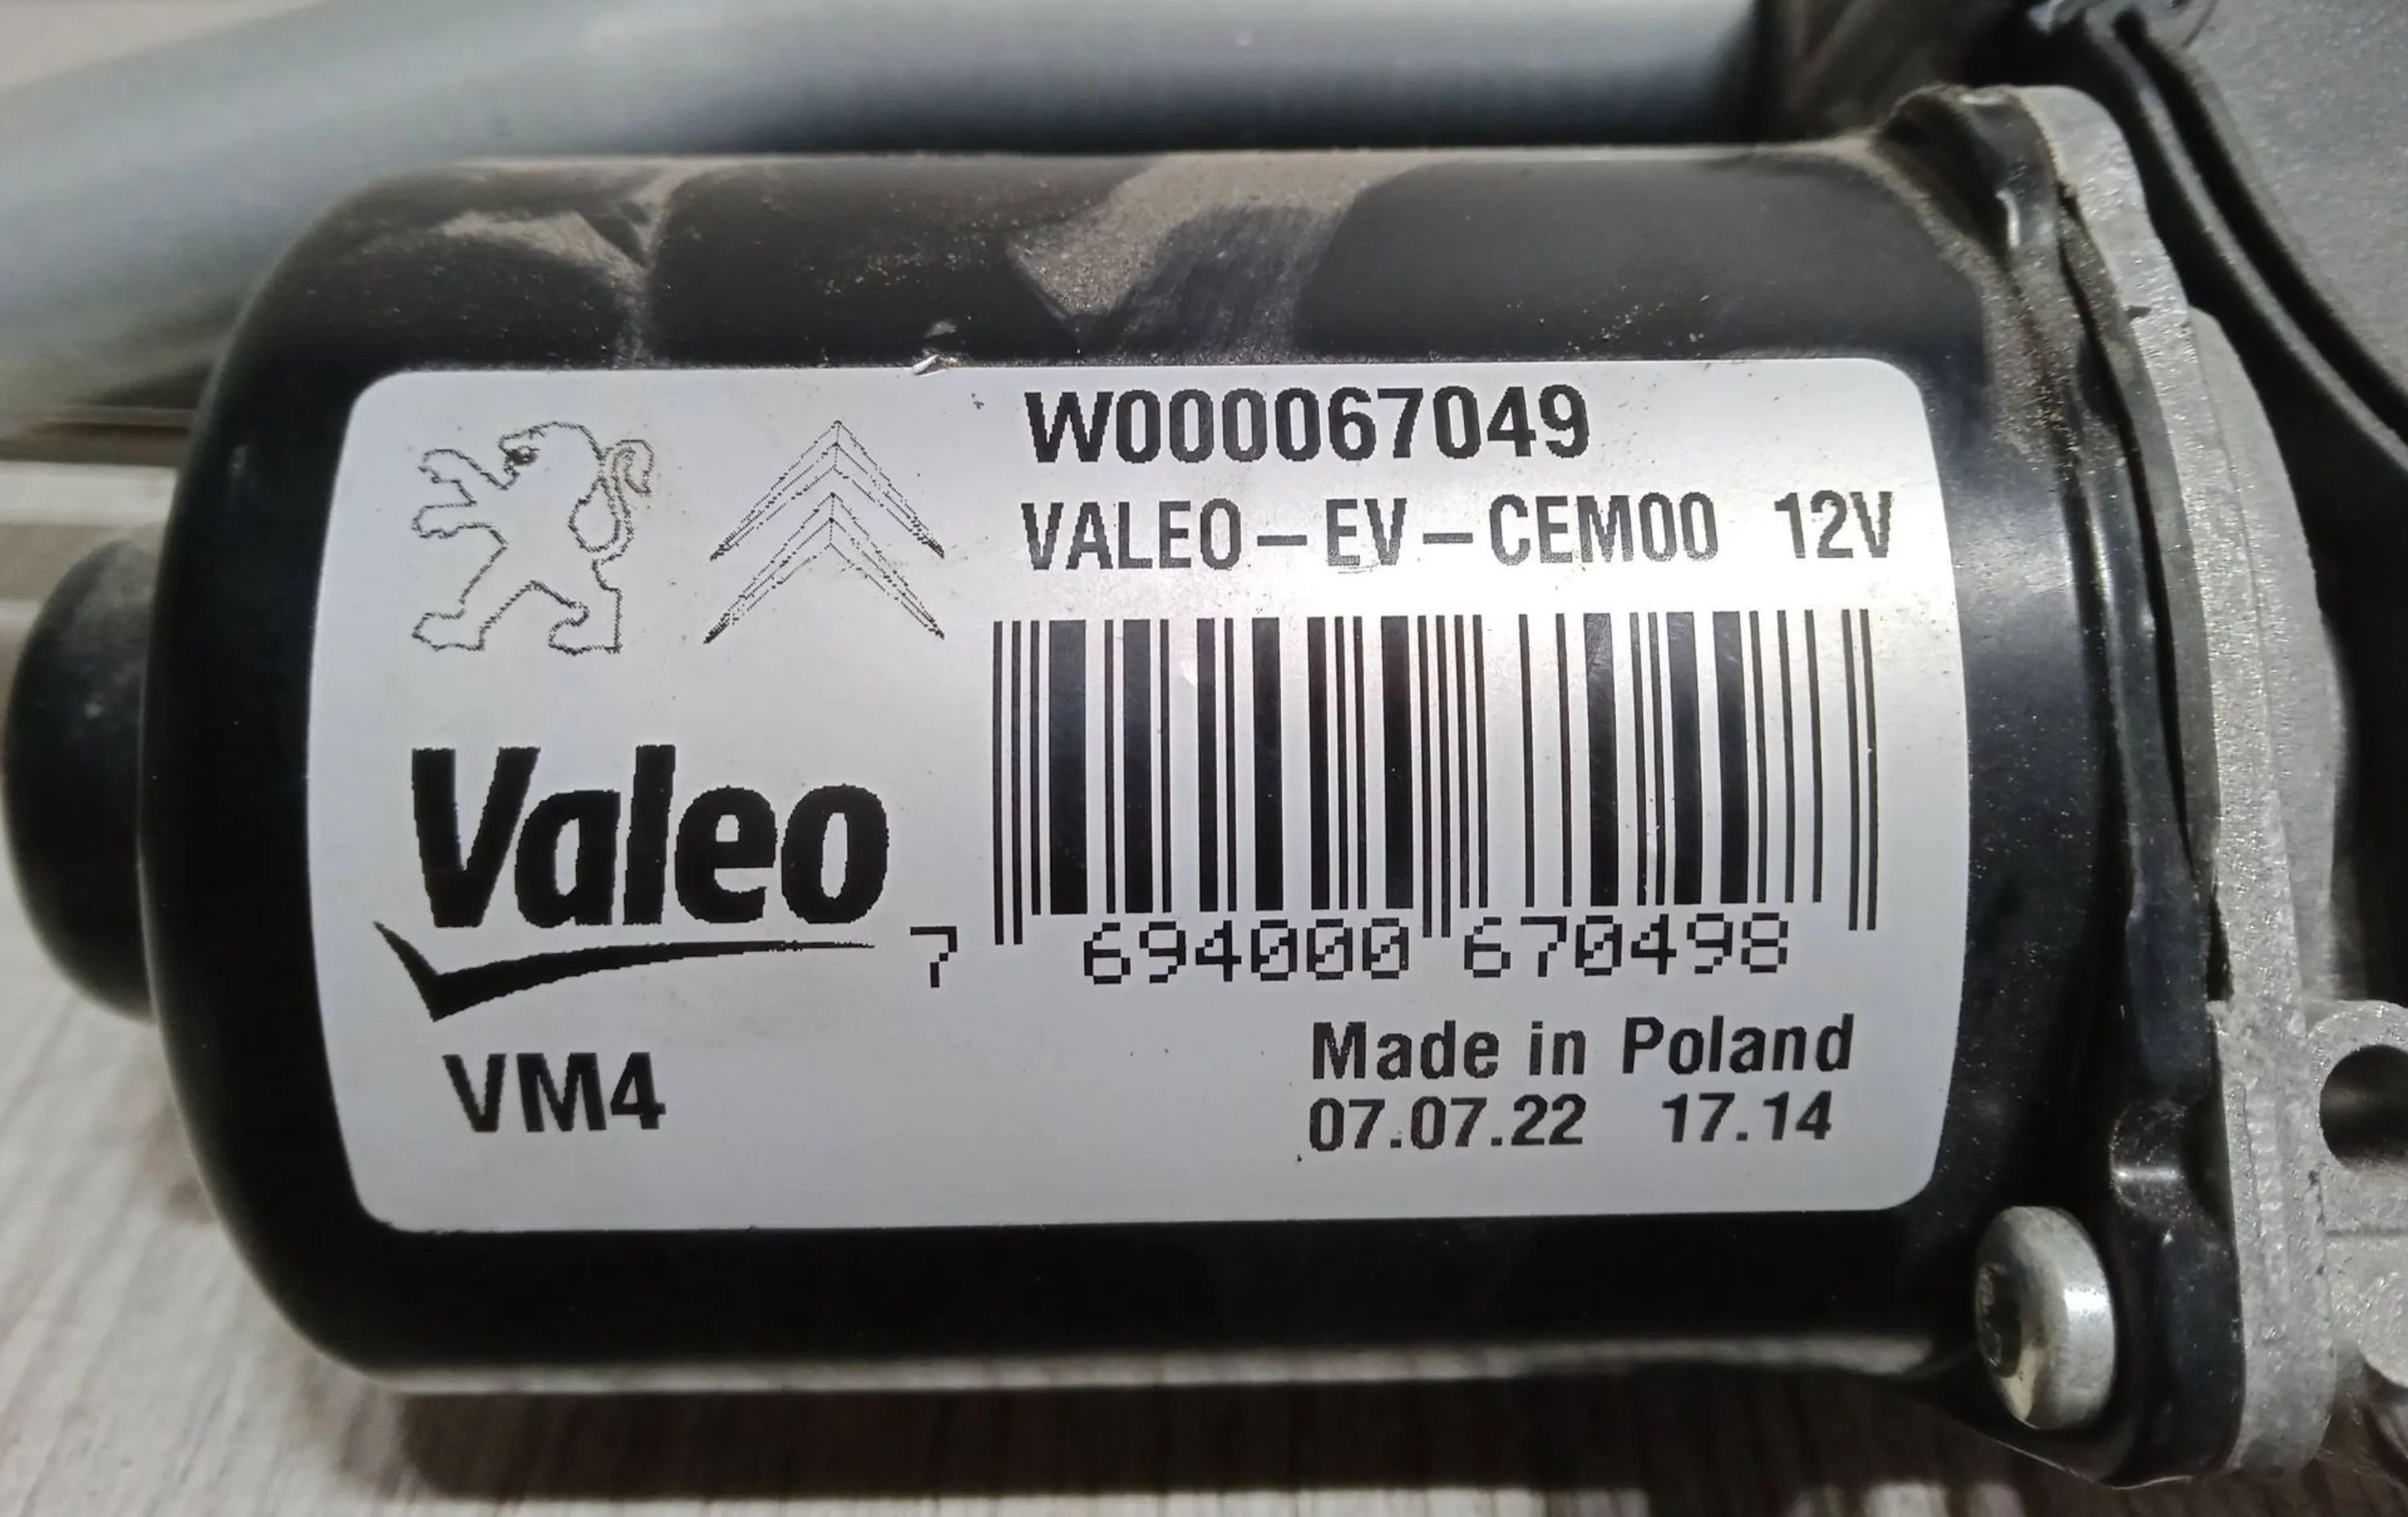 W000067049
VALEO-EV-CEM00 12V
Valeo
7 694000 670498
VM4
Made in Poland
07.07.22 17.14